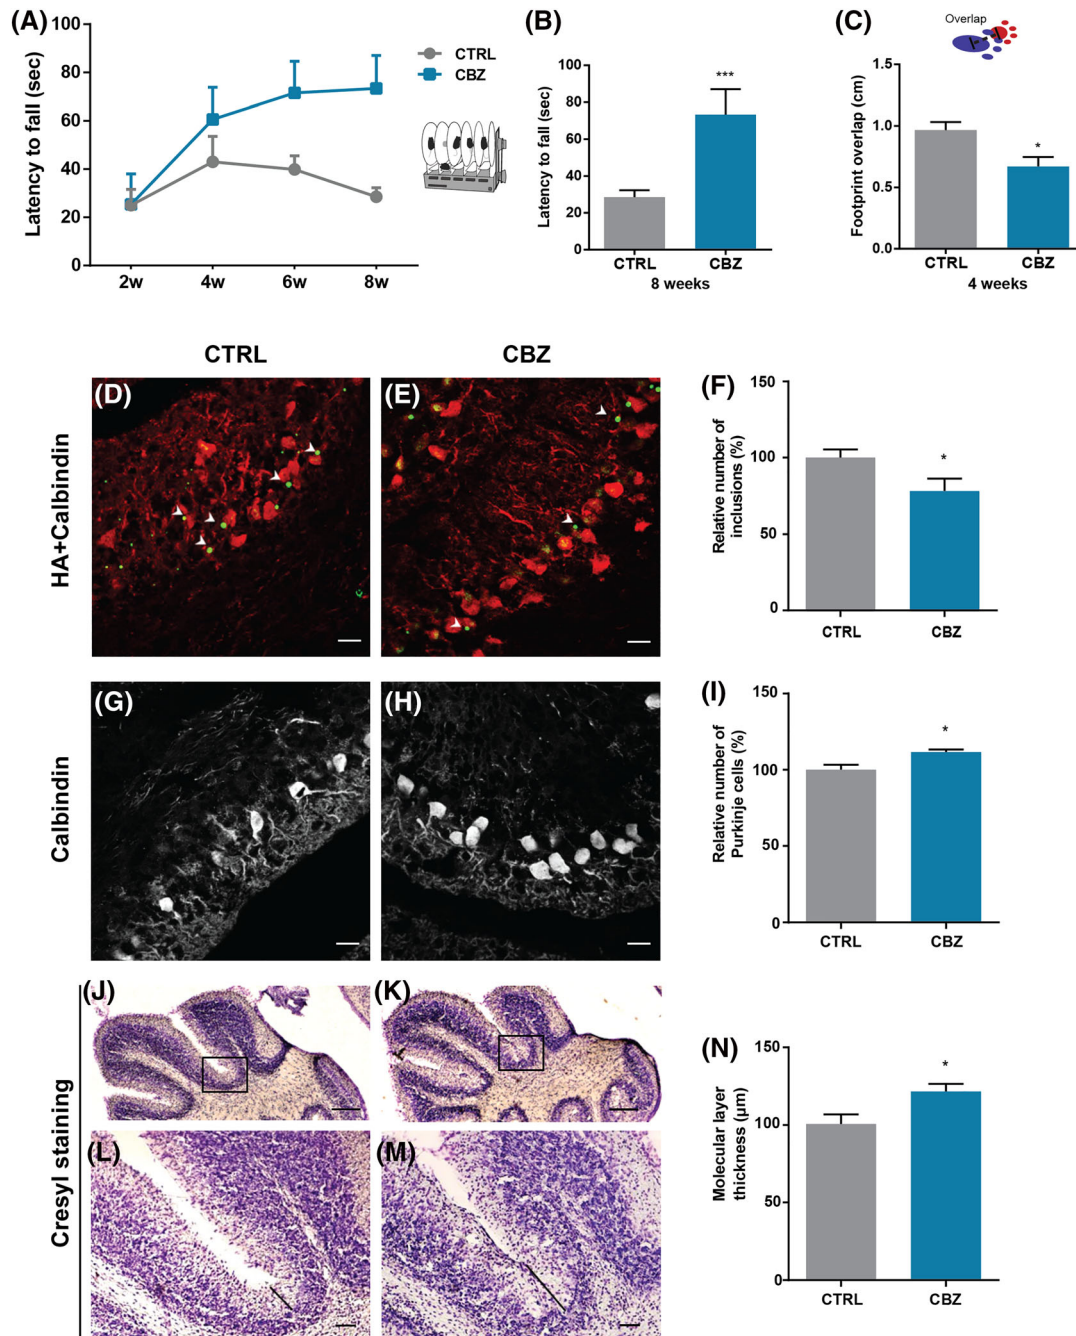 (A)
100
80
60
40
20
0
Latency to fall (sec)
2w 4w 6w 8w
CTRL
CBZ
(B)
100
80
60
40
20
0
Latency to fall (sec)
***
CTRL CBZ
8 weeks
(C)
Overlap
1.5
1.0
0.5
0.0
Footprint overlap (cm)
*
CTRL CBZ
4 weeks
CTRL CBZ
HA+Calbindin
(D)
(E)
(F)
150
100
50
0
Relative number of
inclusions (%)
*
CTRL CBZ
Calbindin
(G)
(H)
(I)
150
100
50
0
Relative number of
Purkinje cells (%)
*
CTRL CBZ
Cresyl staining
(J)
(K)
(L)
(M)
(N)
150
100
50
0
Molecular layer
thickness (µm)
*
CTRL CBZ